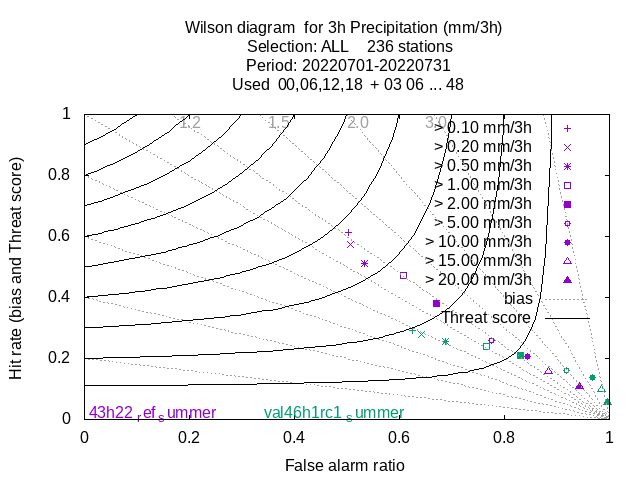 Wilson diagram  for 3h Precipitation (mm/3h)
Selection: ALL    236 stations
Period: 20220701-20220731
Used  00,06,12,18  + 03 06 ... 48
1.2 1.5 2.0 3.0
> 0.10 mm/3h
> 0.20 mm/3h
> 0.50 mm/3h
> 1.00 mm/3h
> 2.00 mm/3h
> 5.00 mm/3h
> 10.00 mm/3h
> 15.00 mm/3h
> 20.00 mm/3h
bias
Threat score
Hit rate (bias and Threat score)
1
0.8
0.6
0.4
0.2
0
43h22_ref_summer val46h1rc1_summer
0 0.2 0.4 0.6 0.8 1
False alarm ratio